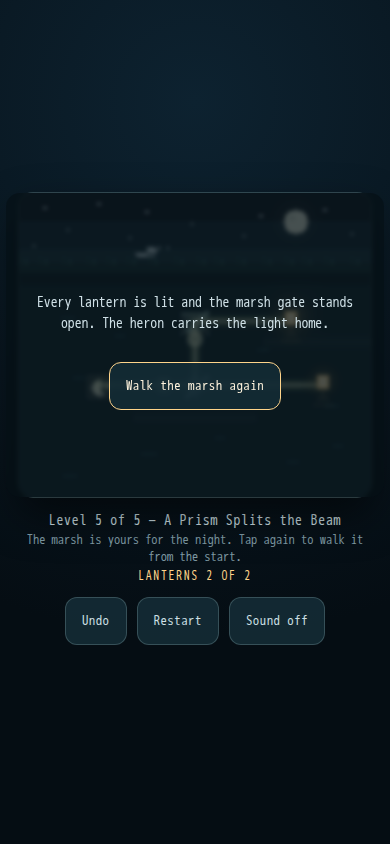 Every lantern is lit and the marsh gate stands
open. The heron carries the light home.
Walk the marsh again
Level 5 of 5 — A Prism Splits the Beam
The marsh is yours for the night. Tap again to walk it
from the start.
LANTERNS 2 OF 2
Undo
Restart
Sound off